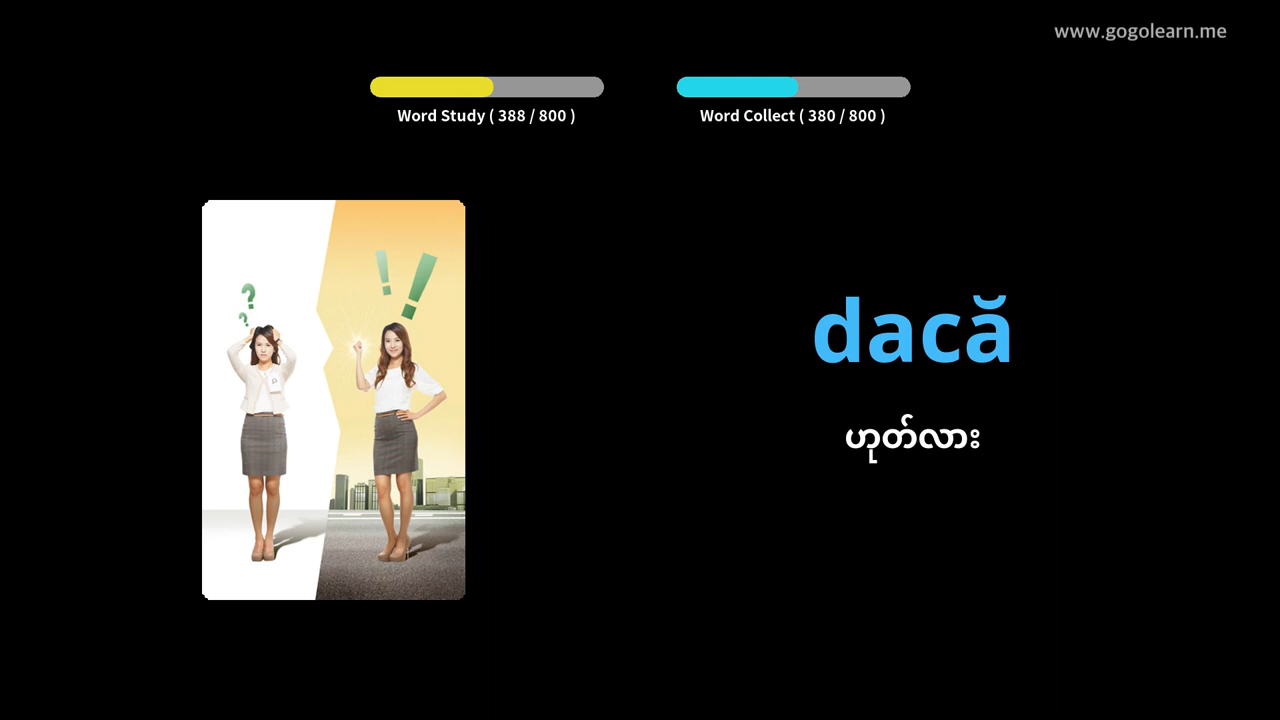 www.gogolearn.me
Word Study ( 388 / 800 )
Word Collect ( 380 / 800 )
dacă
ဟုတ်လား